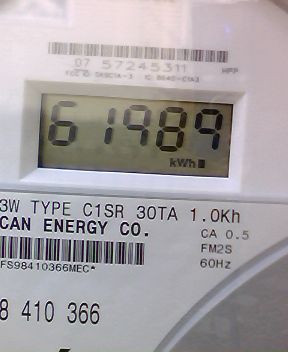 07 57245311
61989
kWh
3W TYPE C1SR 30TA 1.0Kh
CAN ENERGY CO.
CA 0.5
FM2S
60Hz
FS98410366MEC*
8 410 366